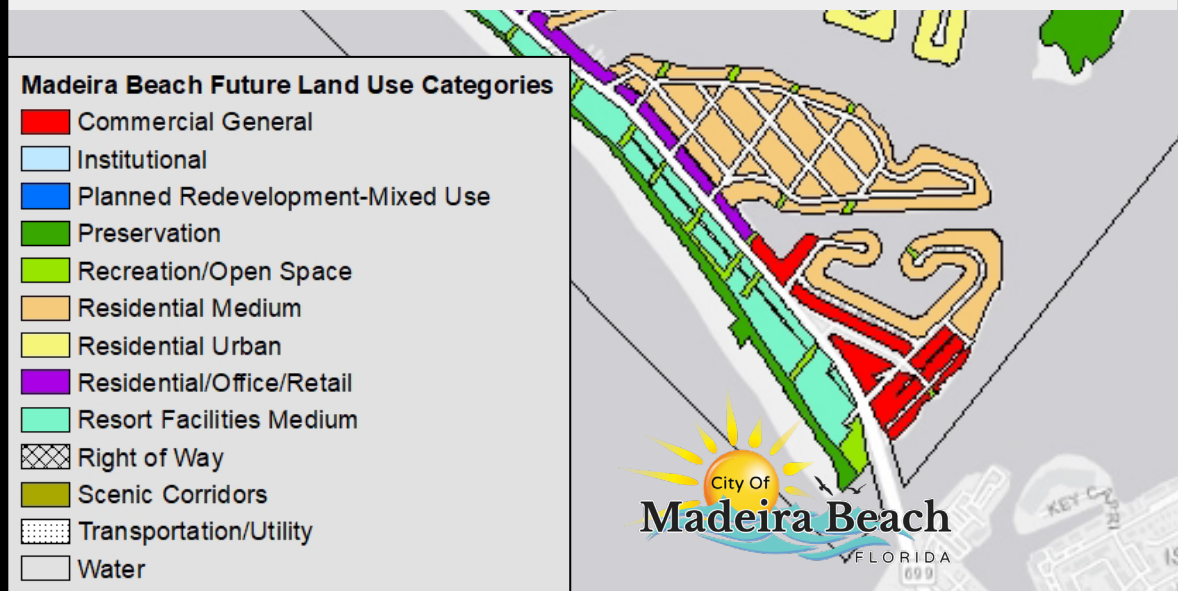 Madeira Beach Future Land Use Categories
Commercial General
Institutional
Planned Redevelopment-Mixed Use
Preservation
Recreation/Open Space
Residential Medium
Residential Urban
Residential/Office/Retail
Resort Facilities Medium
Right of Way
Scenic Corridors
Transportation/Utility
Water
City Of
Madeira Beach
FLORIDA
699
KEY CAPRI